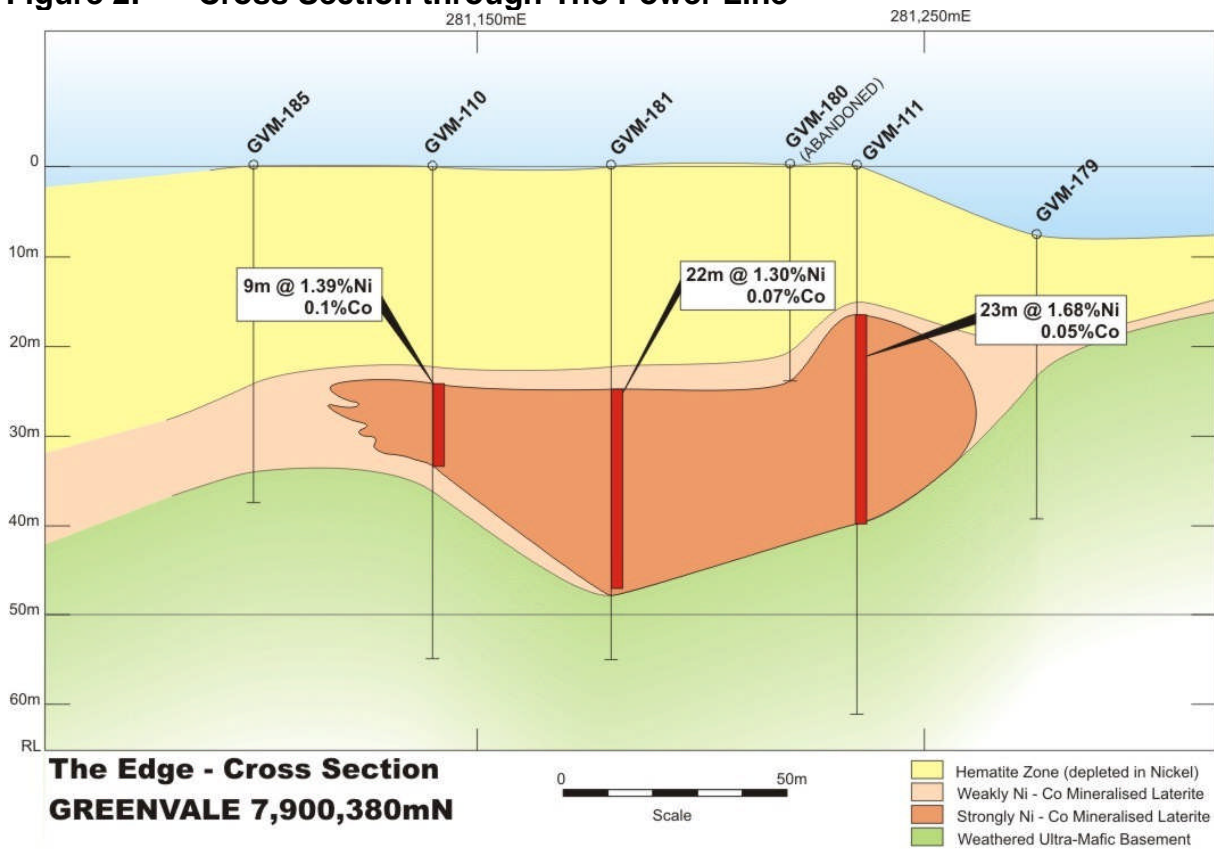 Figure 2: Cross Section through The Power Line
281,150mE
281,250mE
GVM-185
GVM-110
GVM-181
GVM-180
(ABANDONED)
GVM-111
GVM-179
0
10m
20m
30m
40m
50m
60m
RL
9m @ 1.39%Ni
0.1%Co
22m @ 1.30%Ni
0.07%Co
23m @ 1.68%Ni
0.05%Co
The Edge - Cross Section
GREENVALE 7,900,380mN
0 50m
Scale
Hematite Zone (depleted in Nickel)
Weakly Ni - Co Mineralised Laterite
Strongly Ni - Co Mineralised Laterite
Weathered Ultra-Mafic Basement